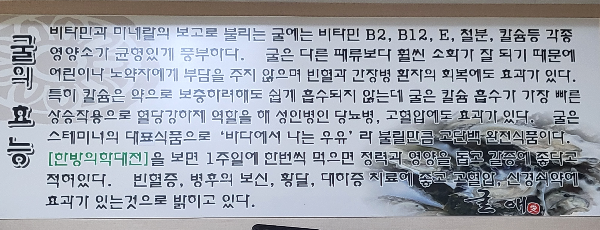 굴의 효능
비타민과 미네랄의 보고로 불리는 굴에는 비타민 B2, B12, E, 철분, 칼슘등 각종
영양소가 균형있게 풍부하다. 굴은 다른 패류보다 훨씬 소화가 잘 되기 때문에
어린이나 노약자에게 부담을 주지 않으며 빈혈과 간장병 환자의 회복에도 효과가 있다.
특히 칼슘은 약으로 보충하려해도 쉽게 흡수되지 않는데 굴은 칼슘 흡수가 가장 빠른
상승작용으로 혈당강하제 역할을 해 성인병인 당뇨병, 고혈압에도 효과가 있다. 굴은
스테미너의 대표식품으로 '바다에서 나는 우유' 라 불릴만큼 고단백 완전식품이다.
[한방의학대전]을 보면 1주일에 한번씩 먹으면 정력과 영양을 돕고 갈증에 좋다고
적혀있다. 빈혈증, 병후의 보신, 황달, 대하증 치료에 좋고 고혈압, 신경쇠약에
효과가 있는것으로 밝히고 있다.
굴 애